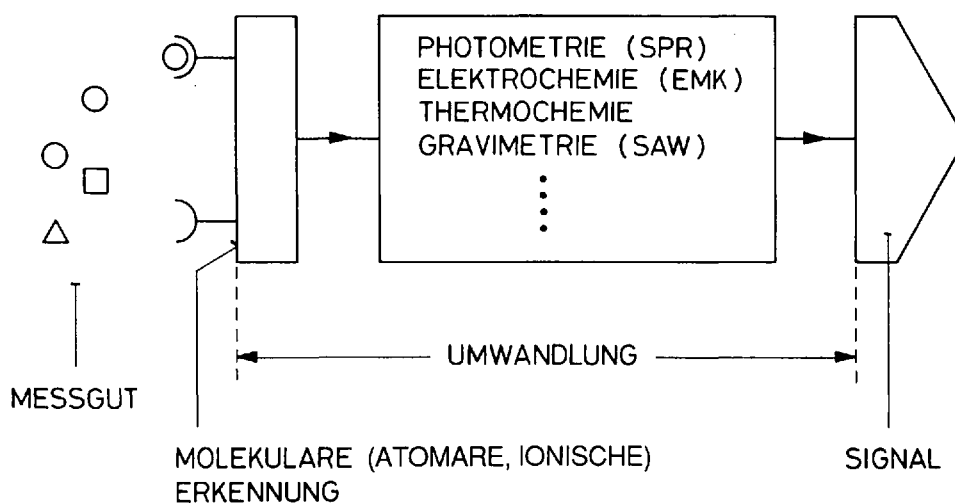 PHOTOMETRIE (SPR)
ELEKTROCHEMIE (EMK)
THERMOCHEMIE
GRAVIMETRIE (SAW)
UMWANDLUNG
MESSGUT
MOLEKULARE (ATOMARE, IONISCHE)
ERKENNUNG
SIGNAL